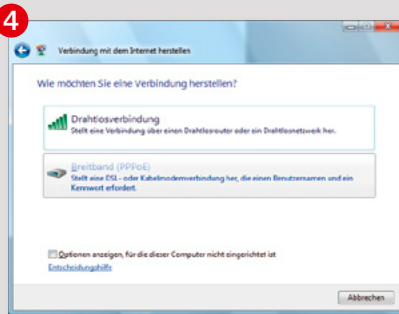 4
Verbindung mit dem Internet herstellen
Wie möchten Sie eine Verbindung herstellen?
Drahtlosverbindung
Stellt eine Verbindung über einen Drahtlosrouter oder ein Drahtlosnetzwerk her.
Breitband (PPPoE)
Stellt eine DSL- oder Kabelmodemverbindung her, die einen Benutzernamen und ein
Kennwort erfordert.
Optionen anzeigen, für die dieser Computer nicht eingerichtet ist
Entscheidungshilfe
Abbrechen